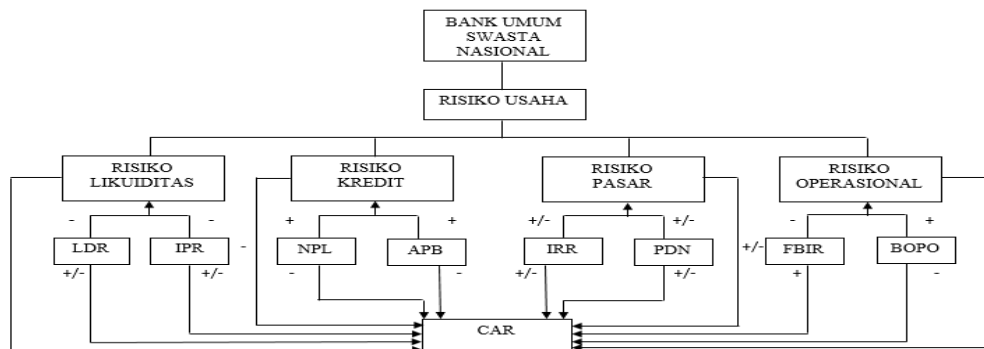 BANK UMUM
SWASTA
NASIONAL
RISIKO USAHA
RISIKO
LIKUIDITAS
RISIKO
KREDIT
RISIKO
PASAR
RISIKO
OPERASIONAL
- - + + +/- +/- - +
LDR IPR - NPL APB IRR PDN +/- FBIR BOPO
+/- +/- - - +/- +/- + -
CAR